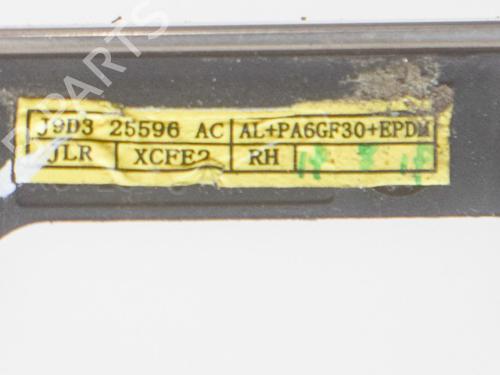 J9D3 25596 AC AL+PA6GF30+EPDM
JLR XCFE2 RH